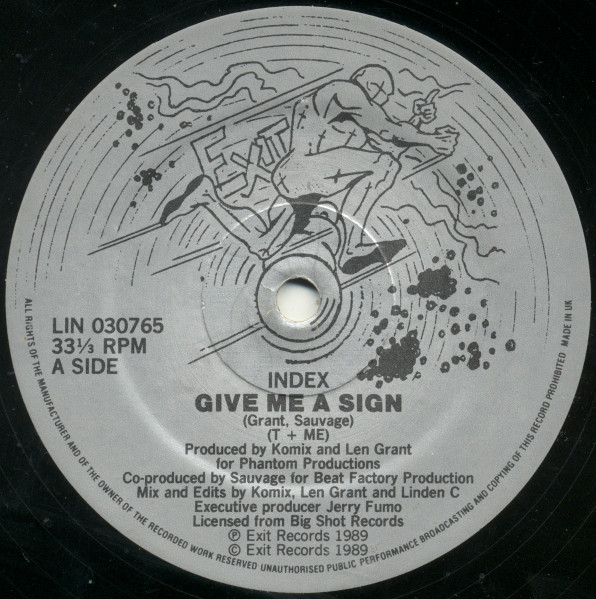 EXIT
LIN 030765
33⅓ RPM
A SIDE
INDEX
GIVE ME A SIGN
(Grant, Sauvage)
(T + ME)
Produced by Komix and Len Grant
for Phantom Productions
Co-produced by Sauvage for Beat Factory Production
Mix and Edits by Komix, Len Grant and Linden C
Executive producer Jerry Fumo
Licensed from Big Shot Records
℗ Exit Records 1989
© Exit Records 1989
ALL RIGHTS OF THE MANUFACTURER AND OF THE OWNER OF THE RECORDED WORK RESERVED UNAUTHORISED PUBLIC PERFORMANCE BROADCASTING AND COPYING OF THIS RECORD PROHIBITED MADE IN UK